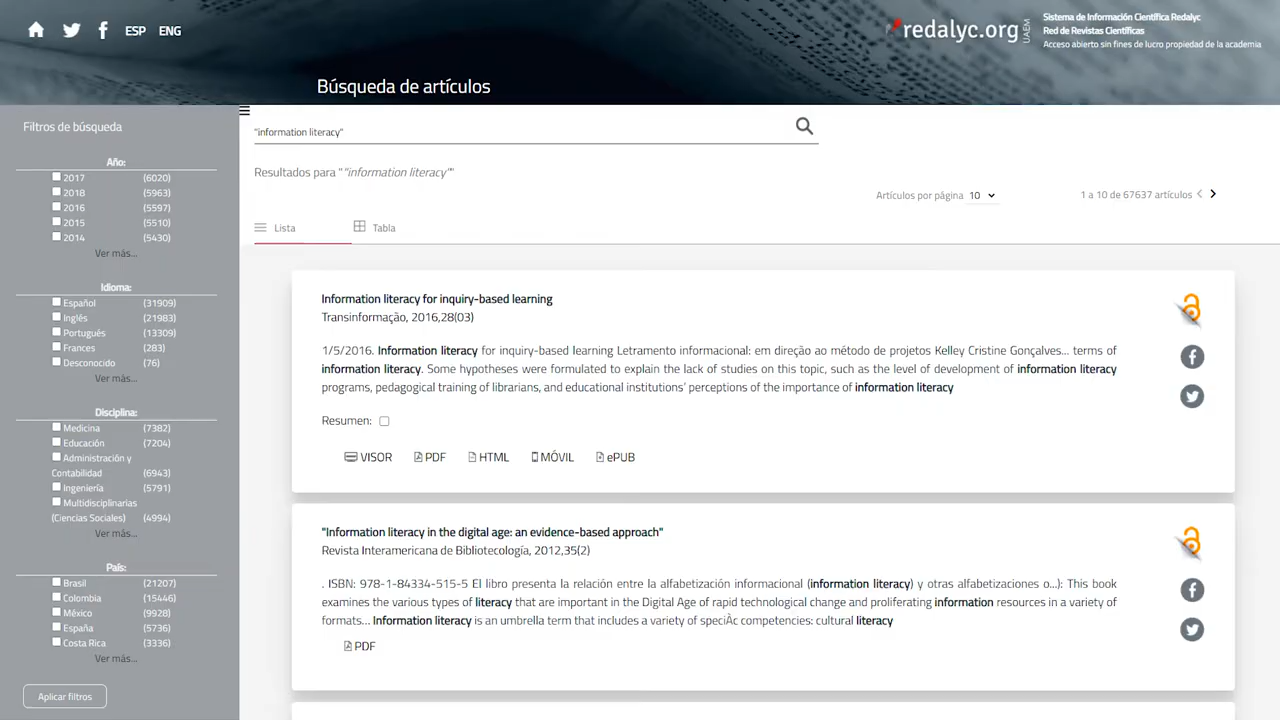 ESP ENG
redalyc.org UAEM
Sistema de Información Científica Redalyc
Red de Revistas Científicas
Acceso abierto sin fines de lucro propiedad de la academia
Búsqueda de artículos
Filtros de búsqueda
Año:
2017 (6020)
2018 (5963)
2016 (5597)
2015 (5510)
2014 (5430)
Ver más...
Idioma:
Español (31909)
Inglés (21983)
Portugués (13309)
Frances (283)
Desconocido (76)
Ver más...
Disciplina:
Medicina (7382)
Educación (7204)
Administración y
Contabilidad (6943)
Ingeniería (5791)
Multidisciplinarias
(Ciencias Sociales) (4994)
Ver más...
País:
Brasil (21207)
Colombia (15446)
México (9928)
España (5736)
Costa Rica (3336)
Ver más...
Aplicar filtros
"information literacy"
Resultados para ""information literacy""
Artículos por página 10
1 a 10 de 67637 artículos
Lista Tabla
Information literacy for inquiry-based learning
Transinformação, 2016,28(03)
1/5/2016. Information literacy for inquiry-based learning Letramento informacional: em direção ao método de projetos Kelley Cristine Gonçalves... terms of
information literacy. Some hypotheses were formulated to explain the lack of studies on this topic, such as the level of development of information literacy
programs, pedagogical training of librarians, and educational institutions' perceptions of the importance of information literacy
Resumen:
VISOR PDF HTML MÓVIL ePUB
"Information literacy in the digital age: an evidence-based approach"
Revista Interamericana de Bibliotecología, 2012,35(2)
. ISBN: 978-1-84334-515-5 El libro presenta la relación entre la alfabetización informacional (information literacy) y otras alfabetizaciones o...): This book
examines the various types of literacy that are important in the Digital Age of rapid technological change and proliferating information resources in a variety of
formats... Information literacy is an umbrella term that includes a variety of speciÀc competencies: cultural literacy
PDF